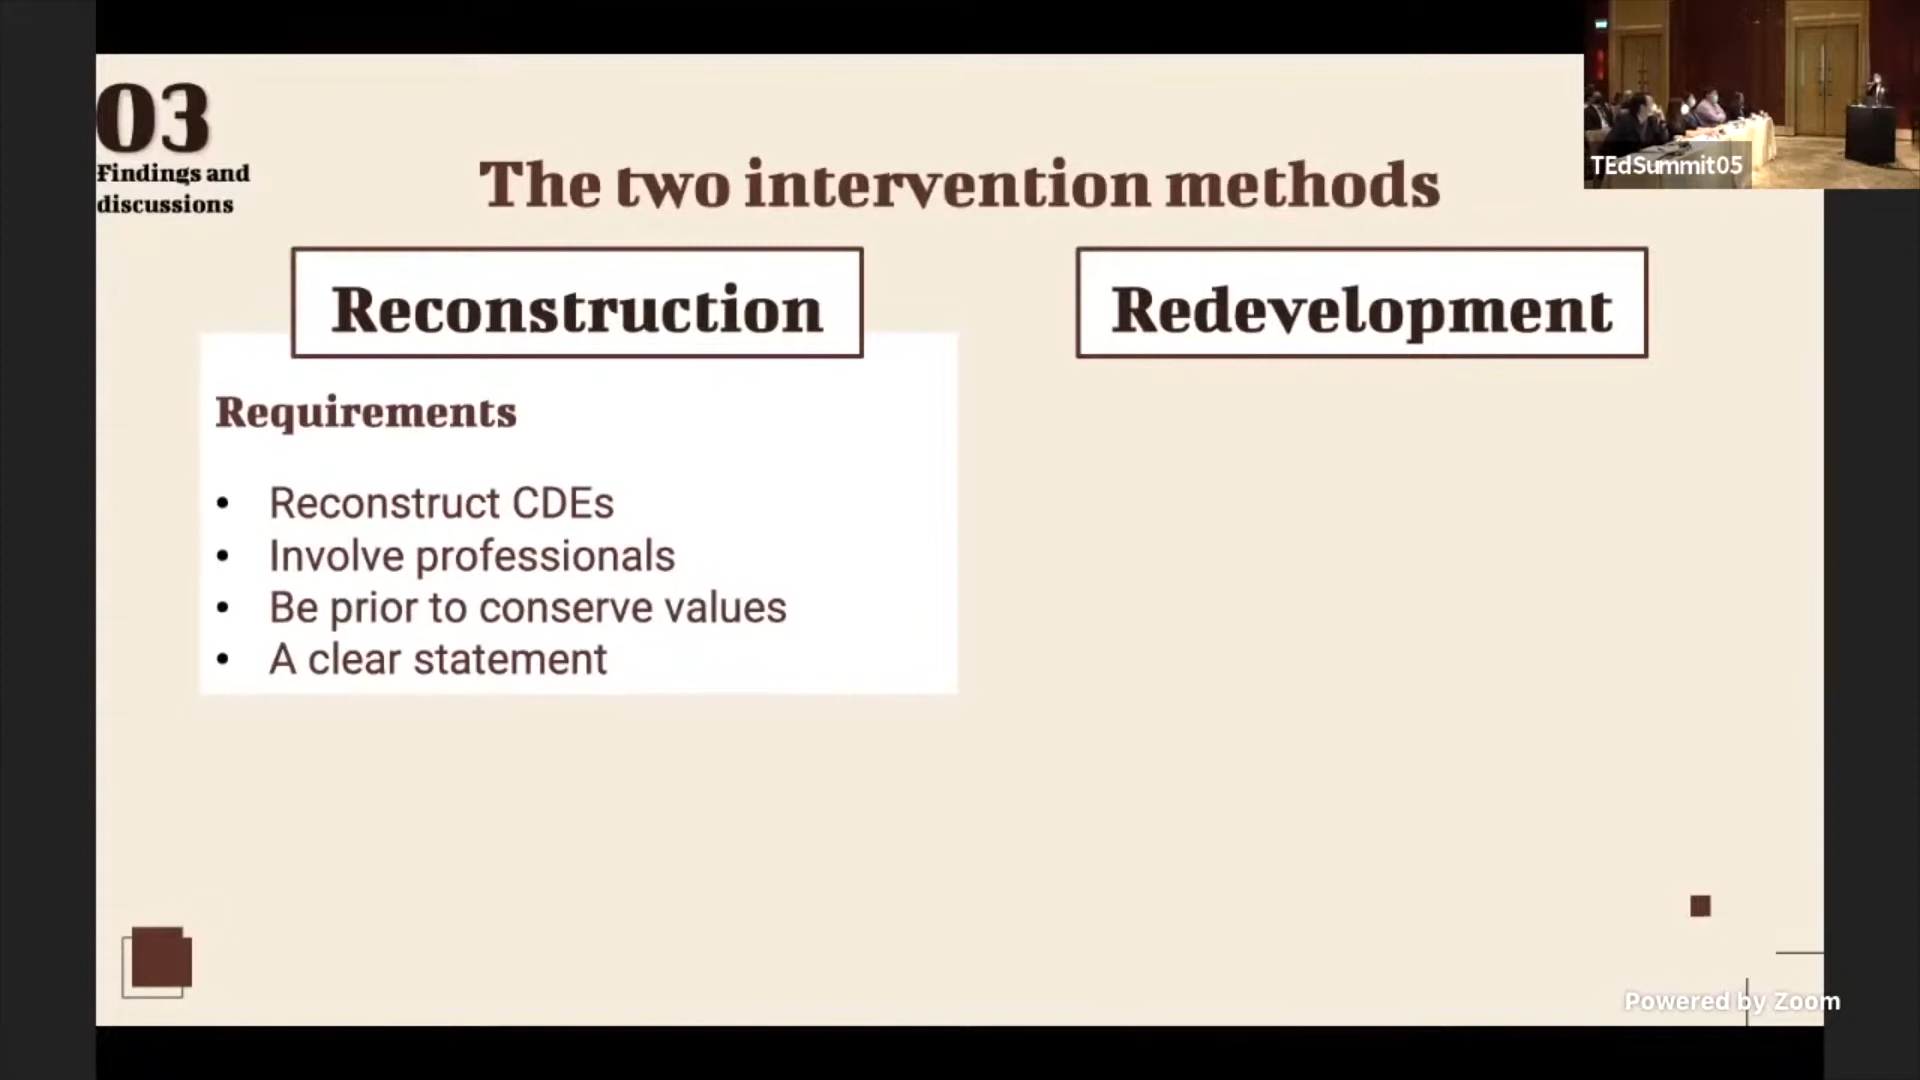 03
Findings and
discussions
The two intervention methods
TEdSummit05
Reconstruction
Redevelopment
Requirements
• Reconstruct CDEs
• Involve professionals
• Be prior to conserve values
• A clear statement
Powered by Zoom